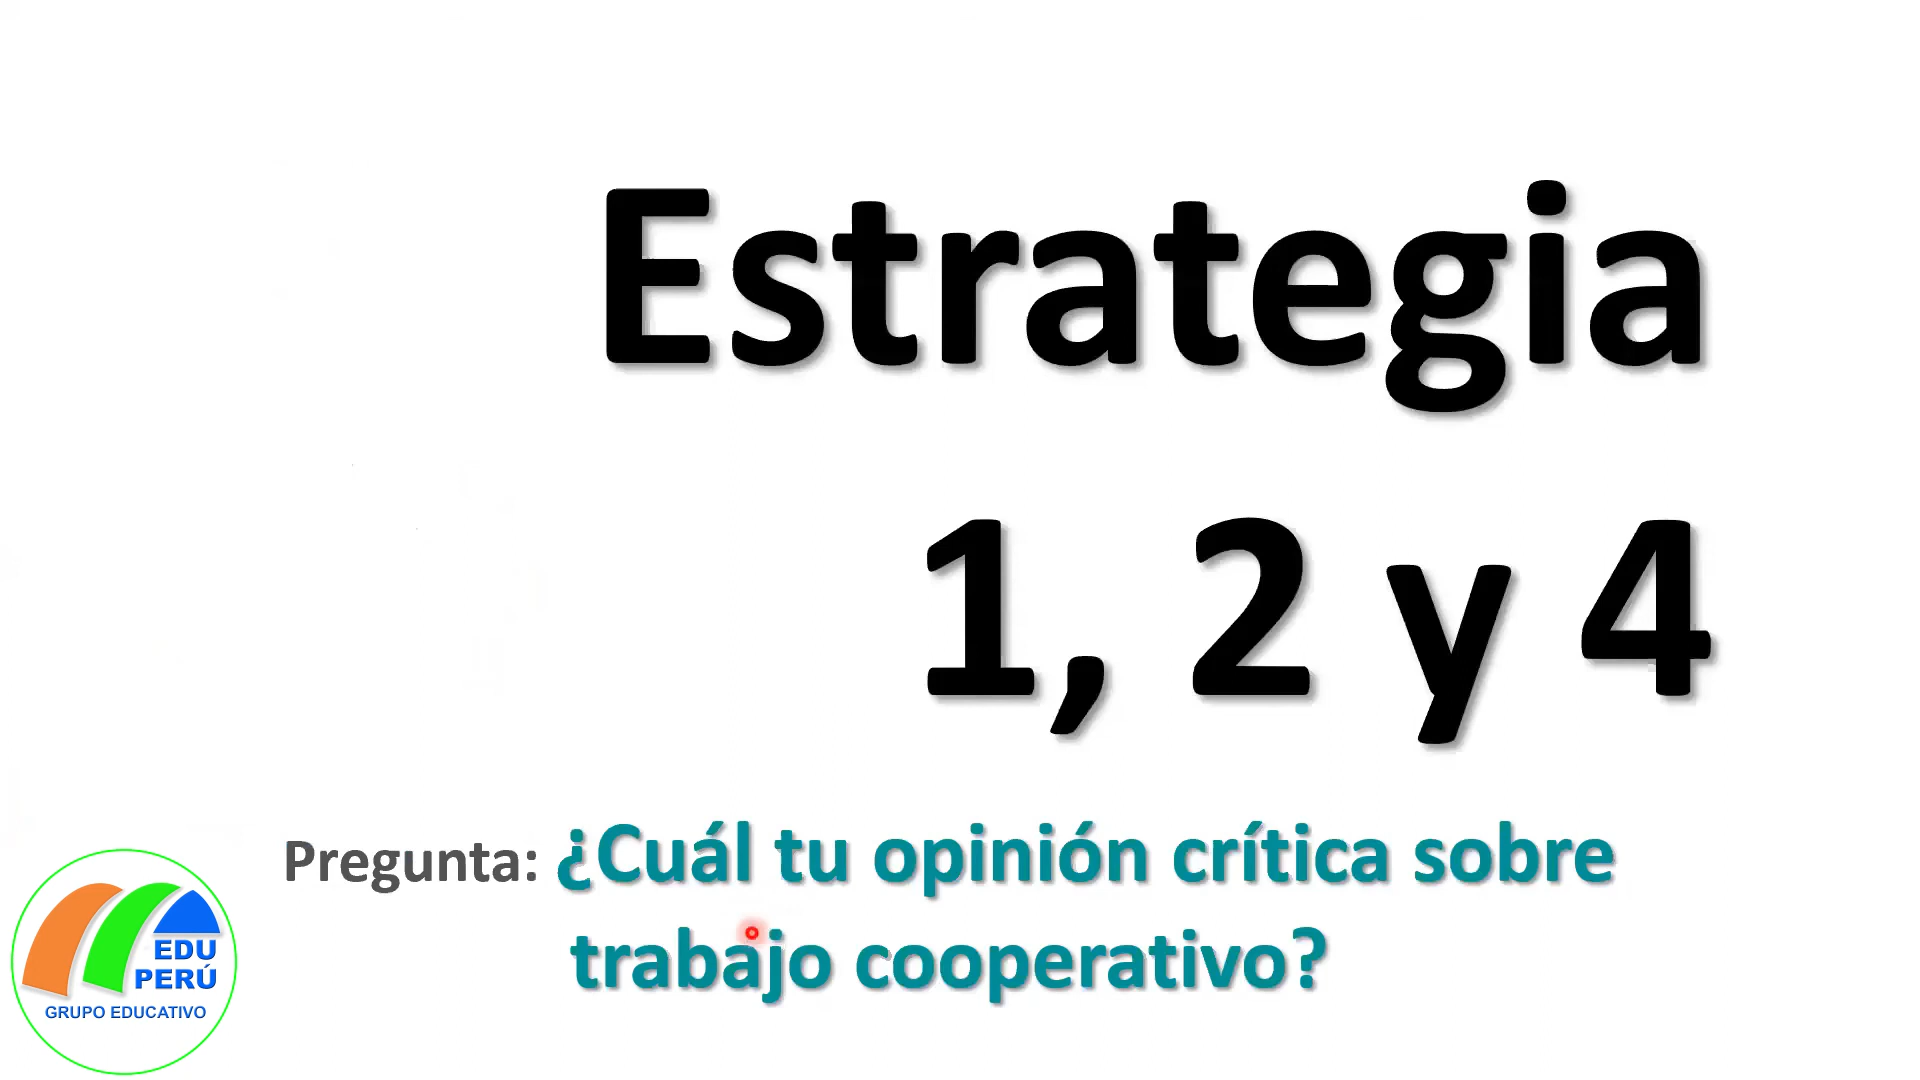 Estrategia
1, 2 y 4
Pregunta: ¿Cuál tu opinión crítica sobre
trabajo cooperativo?
EDU
PERÚ
GRUPO EDUCATIVO